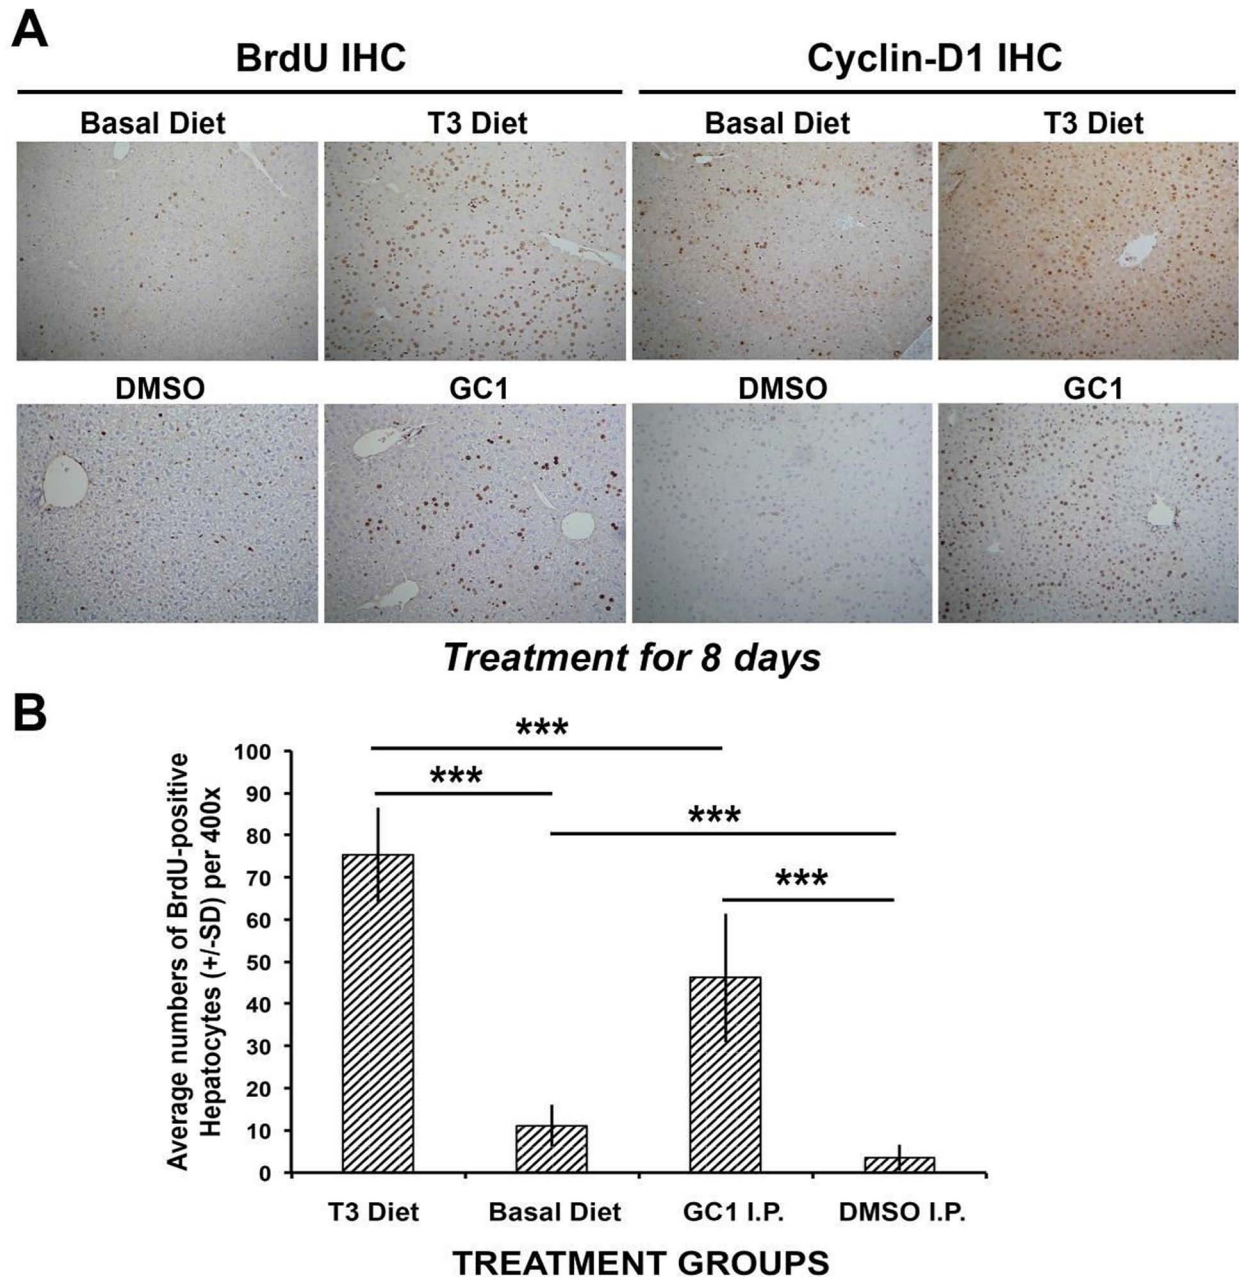 A
BrdU IHC
Cyclin-D1 IHC
Basal Diet
T3 Diet
Basal Diet
T3 Diet
DMSO
GC1
DMSO
GC1
Treatment for 8 days
B
Average numbers of BrdU-positive
Hepatocytes (+/-SD) per 400x
100
90
80
70
60
50
40
30
20
10
0
***
***
***
***
T3 Diet
Basal Diet
GC1 I.P.
DMSO I.P.
TREATMENT GROUPS